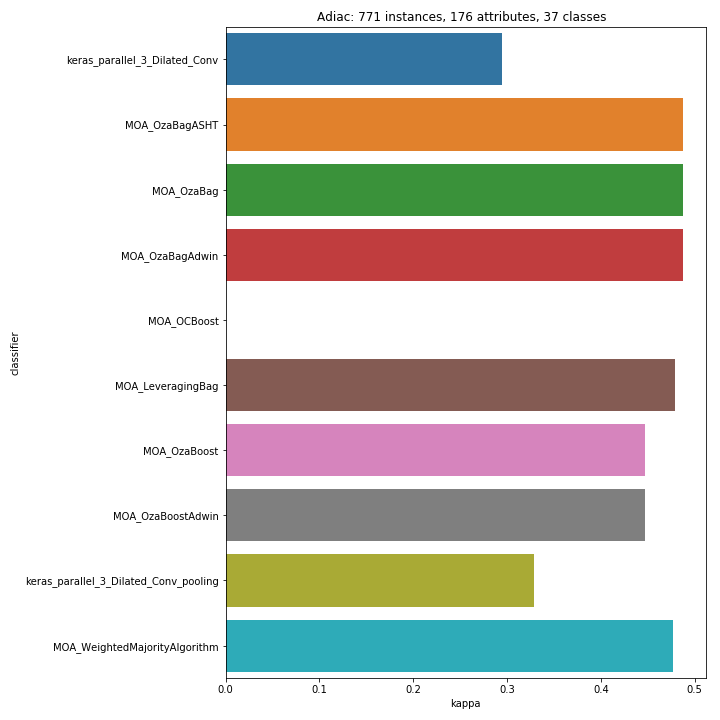 Adiac: 771 instances, 176 attributes, 37 classes
classifier
keras_parallel_3_Dilated_Conv
MOA_OzaBagASHT
MOA_OzaBag
MOA_OzaBagAdwin
MOA_OCBoost
MOA_LeveragingBag
MOA_OzaBoost
MOA_OzaBoostAdwin
keras_parallel_3_Dilated_Conv_pooling
MOA_WeightedMajorityAlgorithm
0.0 0.1 0.2 0.3 0.4 0.5
kappa